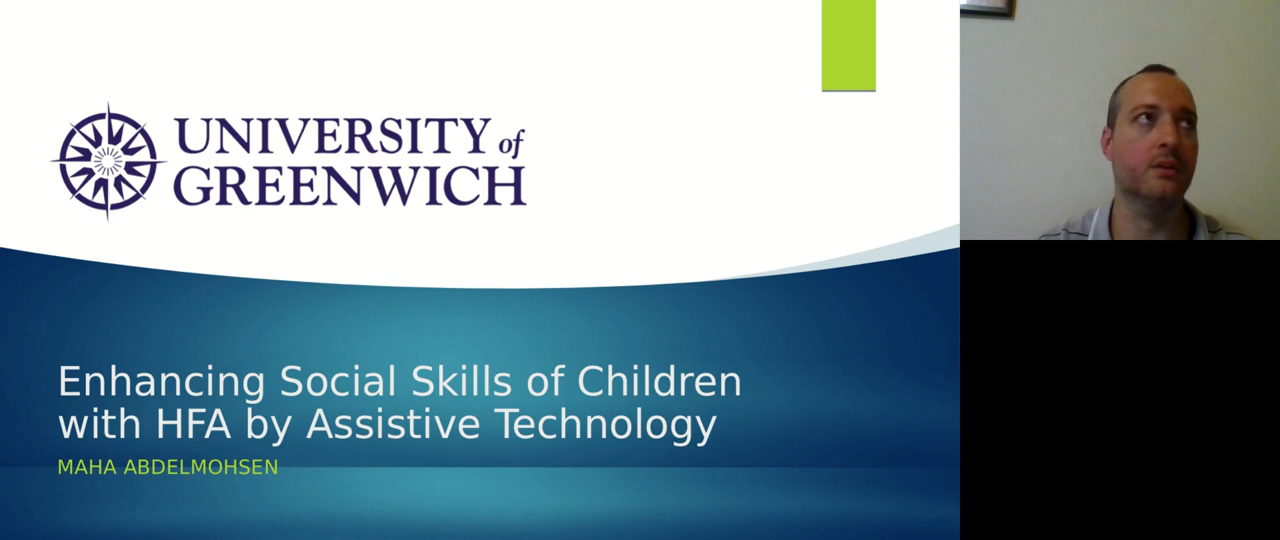 UNIVERSITY of
GREENWICH
Enhancing Social Skills of Children
with HFA by Assistive Technology
MAHA ABDELMOHSEN